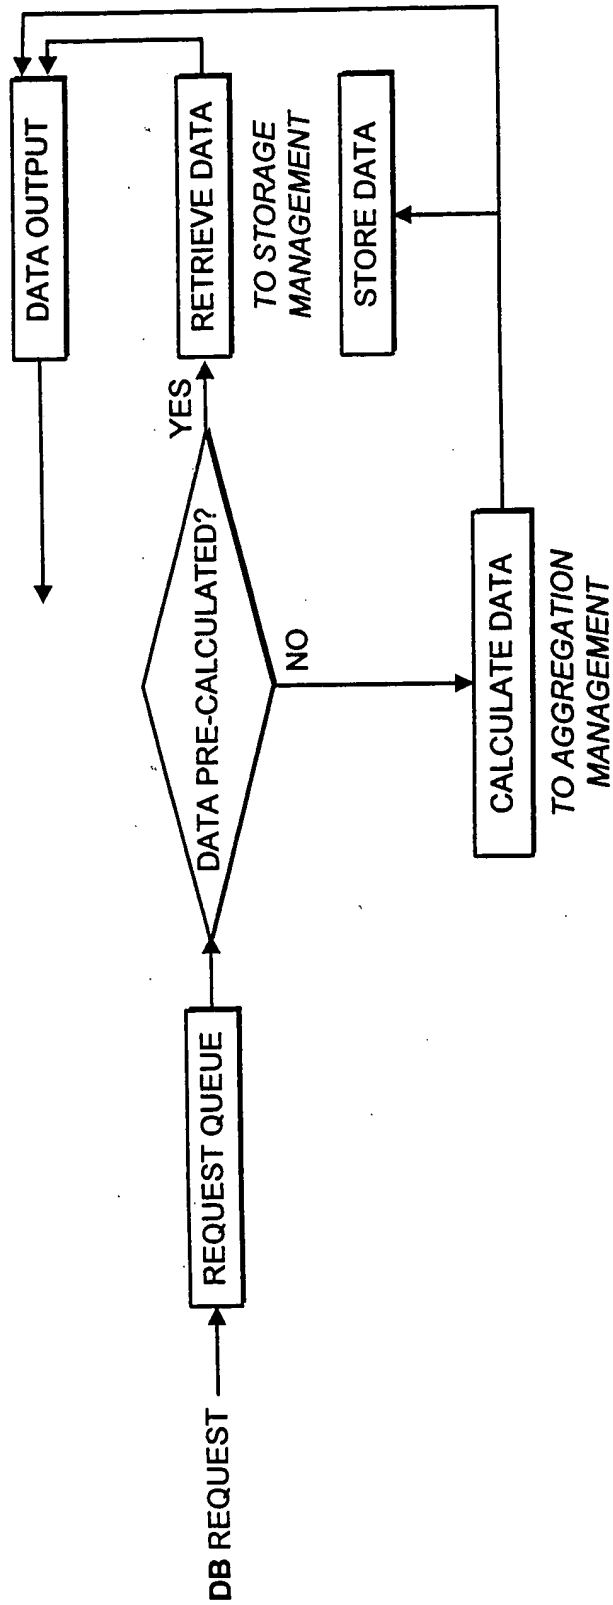 DB REQUEST
REQUEST QUEUE
DATA PRE-CALCULATED?
YES
RETRIEVE DATA
TO STORAGE
MANAGEMENT
DATA OUTPUT
NO
CALCULATE DATA
TO AGGREGATION
MANAGEMENT
STORE DATA